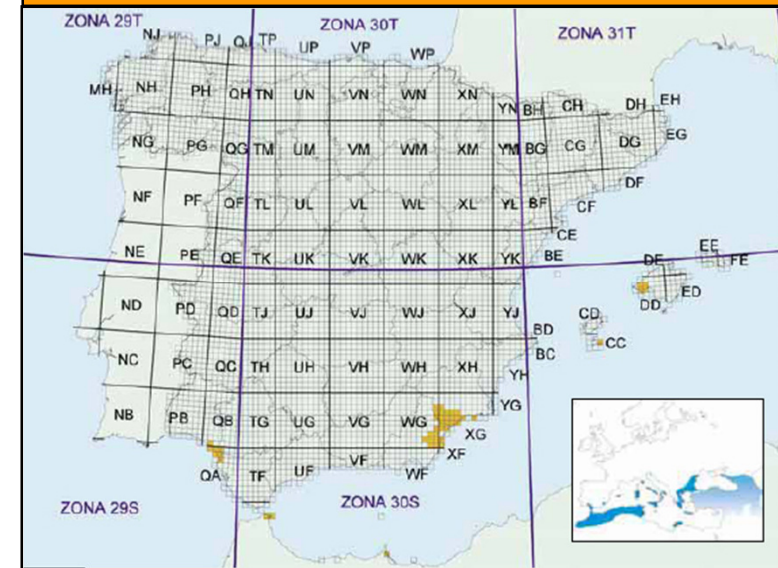 ZONA 29T ZONA 30T ZONA 31T
NJ PJ QJ TP UP VP WP
MH NH PH QH TN UN VN WN XN YN BH CH DH EH
NG PG QG TM UM VM WM XM YM BG CG DG EG
NF PF QF TL UL VL WL XL YL BF CF DF
NE PE QE TK UK VK WK XK YK BE CE DE EE FE
ND PD QD TJ UJ VJ WJ XJ YJ BD CD DD ED
NC PC QC TH UH VH WH XH YH BC CC
NB PB QB TG UG VG WG XG YG
QA TF UF VF WF XF
ZONA 29S ZONA 30S